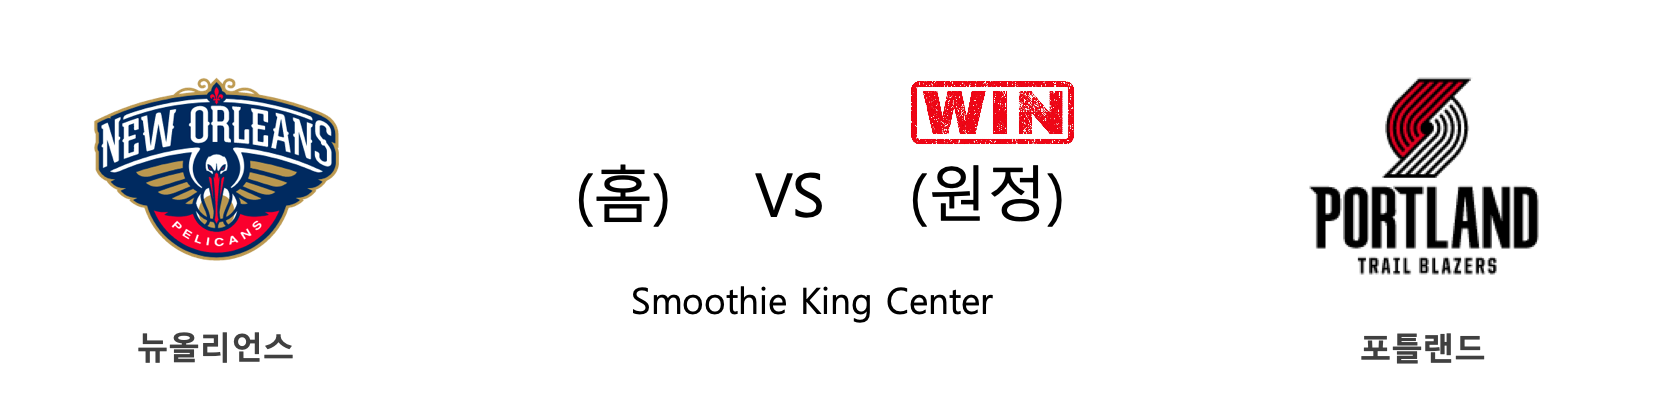 NEW ORLEANS
PELICANS
뉴올리언스
WIN
(홈) VS (원정)
Smoothie King Center
PORTLAND
TRAIL BLAZERS
포틀랜드